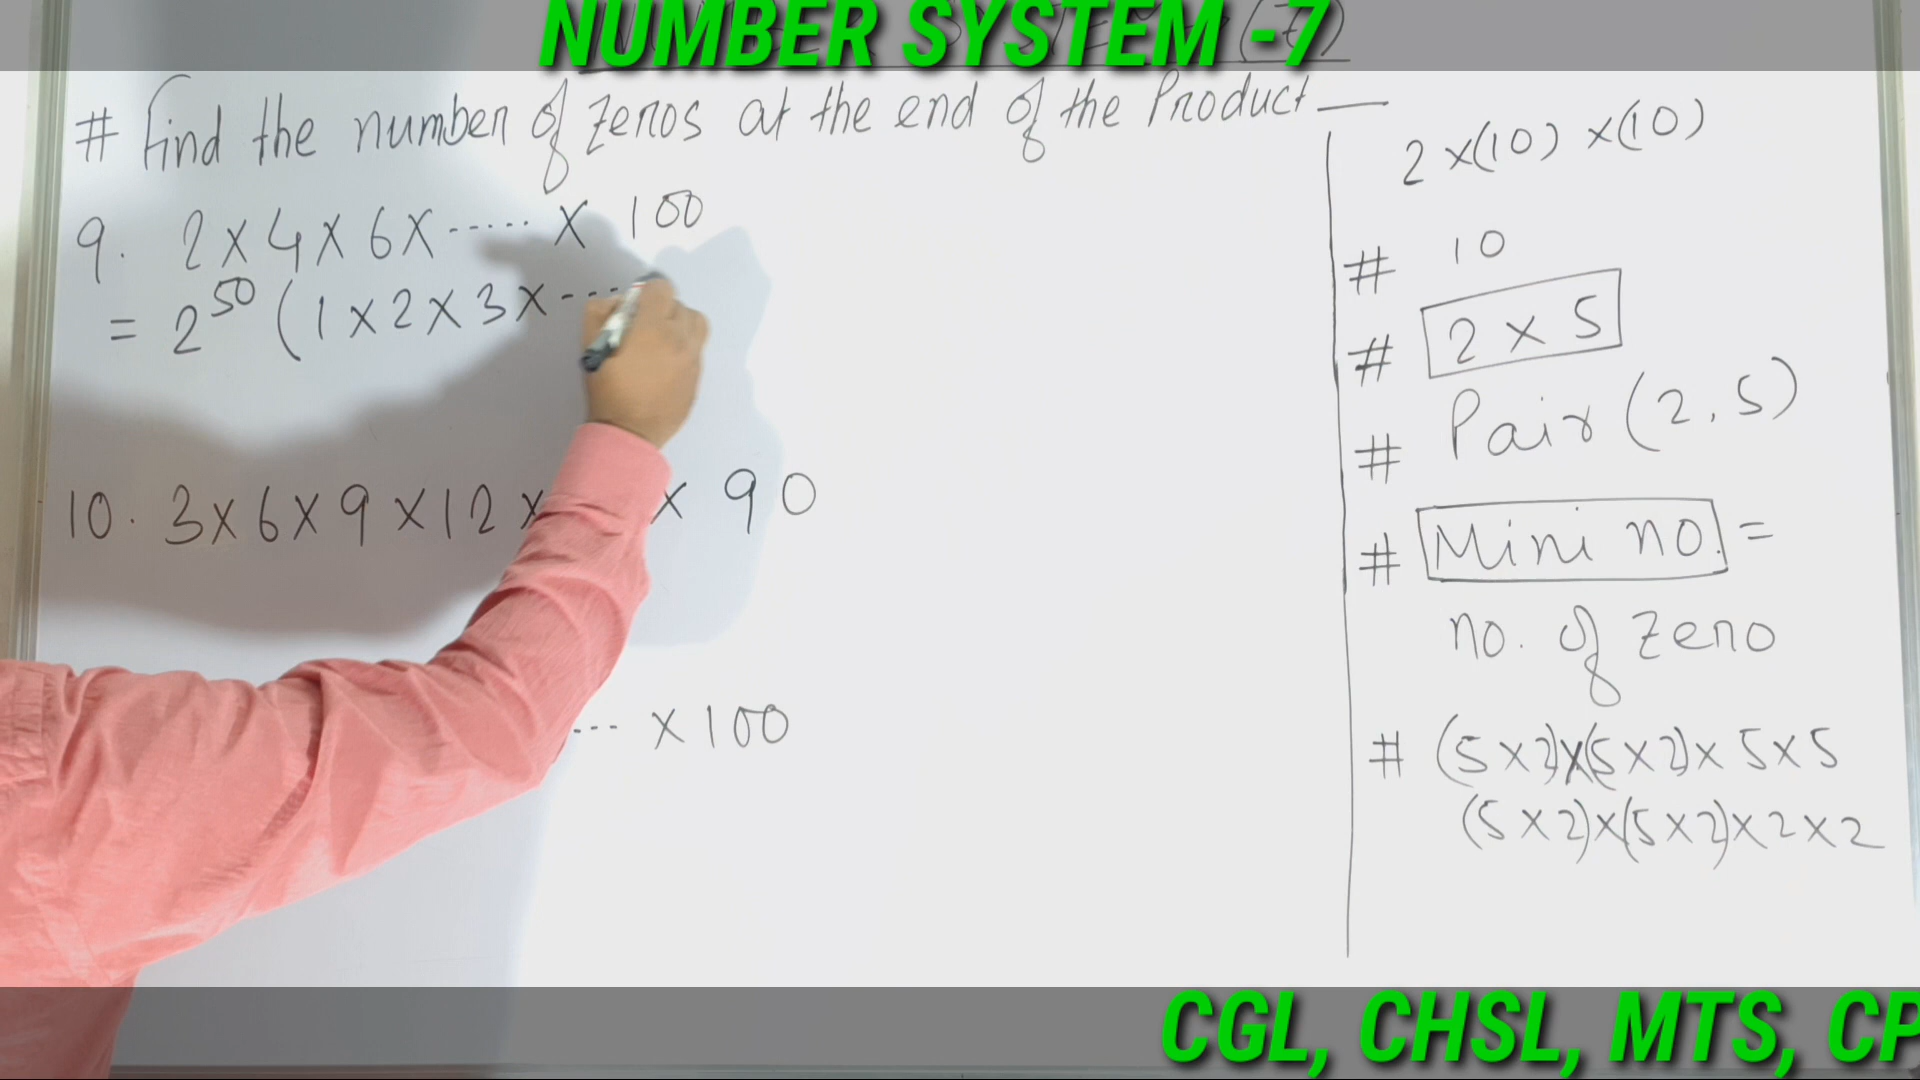 NUMBER SYSTEM -7
# Find the number of zeros at the end of the Product —
9. 2 × 4 × 6 × ...... × 100
= 2^50 ( 1 × 2 × 3 × ----
10. 3 × 6 × 9 × 12 × × 90
... × 100
2 × (10) × (10)
# 10
# 2 × 5
# Pair (2, 5)
# Mini no. =
no. of zero
# (5 × 2) × (5 × 2) × 5 × 5
(5 × 2) × (5 × 2) × 2 × 2
CGL, CHSL, MTS, CP